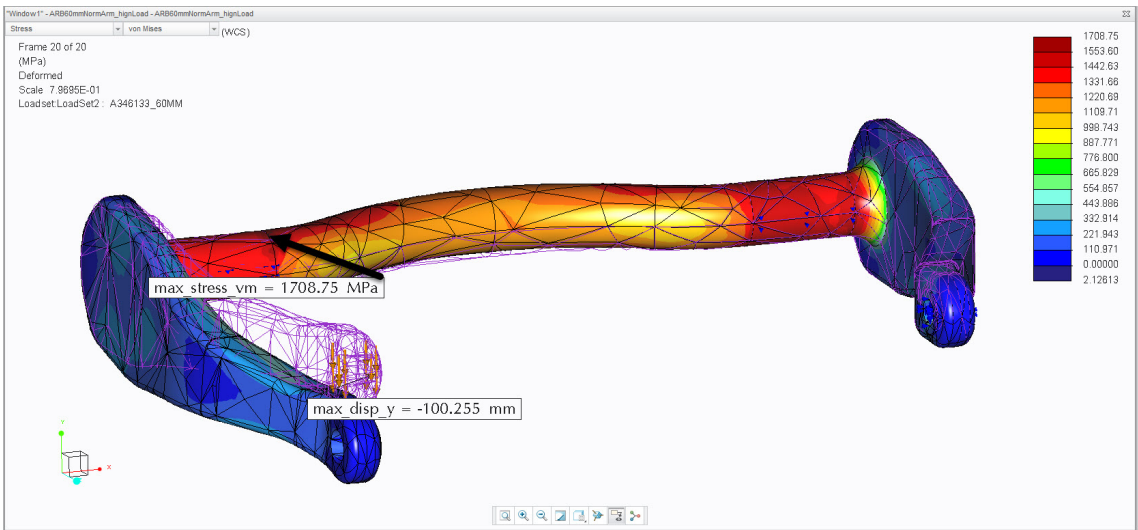 "Window1" - ARB60mmNormArm_hignLoad - ARB60mmNormArm_hignLoad
Stress von Mises (WCS)
Frame 20 of 20
(MPa)
Deformed
Scale 7.9695E-01
Loadset:LoadSet2 : A346133_60MM
1708.75
1553.60
1442.63
1331.66
1220.69
1109.71
998.743
887.771
776.800
665.829
554.857
443.886
332.914
221.943
110.971
0.00000
2.12613
max_stress_vm = 1708.75 MPa
max_disp_y = -100.255 mm
Y
X